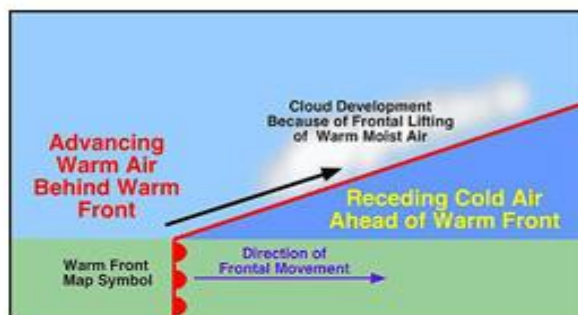 Cloud Development
Because of Frontal Lifting
of Warm Moist Air
Advancing
Warm Air
Behind Warm
Front
Receding Cold Air
Ahead of Warm Front
Warm Front
Map Symbol
Direction of
Frontal Movement